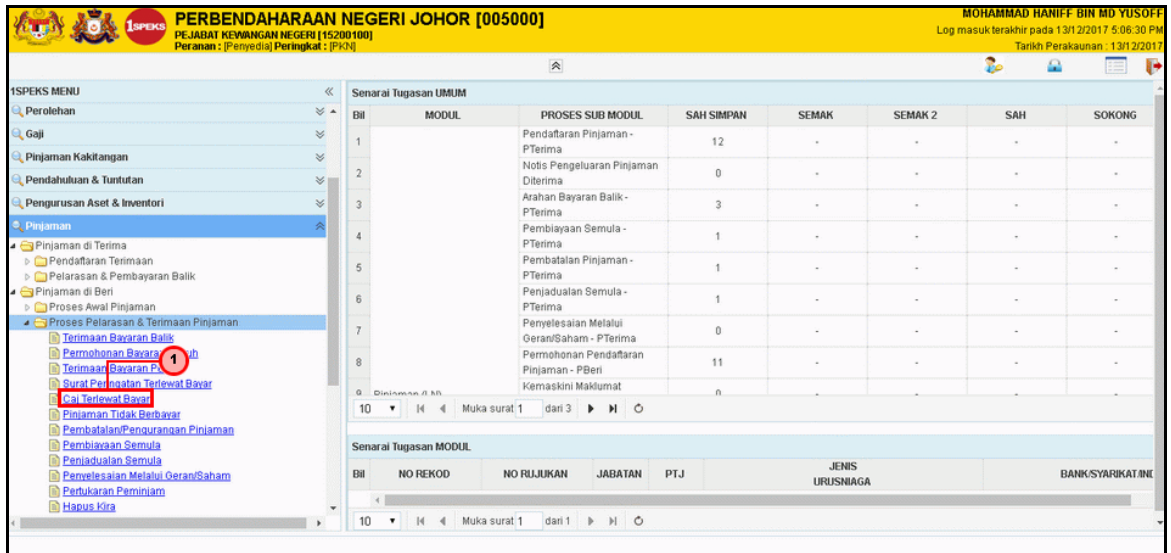 1SPEKS
PERBENDAHARAAN NEGERI JOHOR [005000]
PEJABAT KEWANGAN NEGERI [15200100]
Peranan : [Penyedia] Peringkat : [PKN]
MOHAMMAD HANIFF BIN MD YUSOFF
Log masuk terakhir pada 13/12/2017 5:06:30 PM
Tarikh Perakaunan : 13/12/2017
1SPEKS MENU
Perolehan
Gaji
Pinjaman Kakitangan
Pendahuluan & Tuntutan
Pengurusan Aset & Inventori
Pinjaman
Pinjaman di Terima
Pendaftaran Terimaan
Pelarasan & Pembayaran Balik
Pinjaman di Beri
Proses Awal Pinjaman
Proses Pelarasan & Terimaan Pinjaman
Terimaan Bayaran Balik
Permohonan Bayaran
Terimaan Bayaran
1
Surat Peringatan Terlewat Bayar
Caj Terlewat Bayar
Pinjaman Tidak Berbayar
Pembatalan/Pengurangan Pinjaman
Pembiayaan Semula
Penjadualan Semula
Penyelesaian Melalui Geran/Saham
Pertukaran Peminjam
Hapus Kira
Senarai Tugasan UMUM
Bil MODUL PROSES SUB MODUL SAH SIMPAN SEMAK SEMAK 2 SAH SOKONG
1 Pendaftaran Pinjaman - PTerima 12 - - - -
2 Notis Pengeluaran Pinjaman Diterima 0 - - - -
3 Arahan Bayaran Balik - PTerima 3 - - - -
4 Pembiayaan Semula - PTerima 1 - - - -
5 Pembatalan Pinjaman - PTerima 1 - - - -
6 Penjadualan Semula - PTerima 1 - - - -
7 Penyelesaian Melalui Geran/Saham - PTerima 0 - - - -
8 Permohonan Pendaftaran Pinjaman - PBeri 11 - - - -
9 Pinjaman (LN) Kemaskini Maklumat 0 - - - -
10 Muka surat 1 dari 3
Senarai Tugasan MODUL
Bil NO REKOD NO RUJUKAN JABATAN PTJ JENIS URUSNIAGA BANK/SYARIKAT/IND
10 Muka surat 1 dari 1